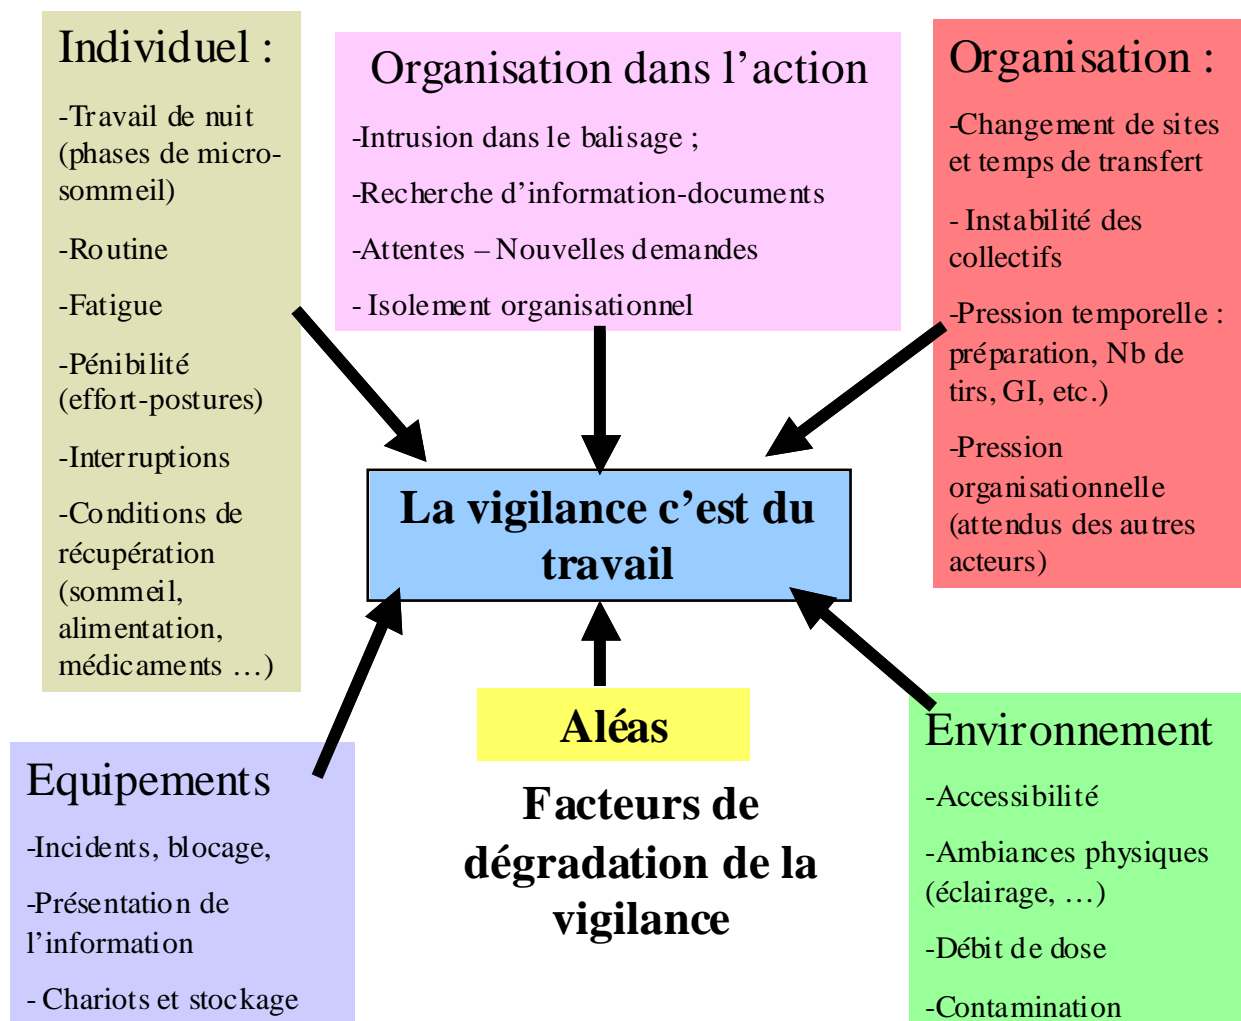 Individuel :
-Travail de nuit
(phases de micro-
sommeil)
-Routine
-Fatigue
-Pénibilité
(effort-postures)
-Interruptions
-Conditions de
récupération
(sommeil,
alimentation,
médicaments …)
Organisation dans l’action
-Intrusion dans le balisage ;
-Recherche d’information-documents
-Attentes – Nouvelles demandes
- Isolement organisationnel
Organisation :
-Changement de sites
et temps de transfert
- Instabilité des
collectifs
-Pression temporelle :
préparation, Nb de
tirs, GI, etc.)
-Pression
organisationnelle
(attendus des autres
acteurs)
La vigilance c’est du
travail
Equipements
-Incidents, blocage,
-Présentation de
l’information
- Chariots et stockage
Aléas
Facteurs de
dégradation de la
vigilance
Environnement
-Accessibilité
-Ambiances physiques
(éclairage, …)
-Débit de dose
-Contamination